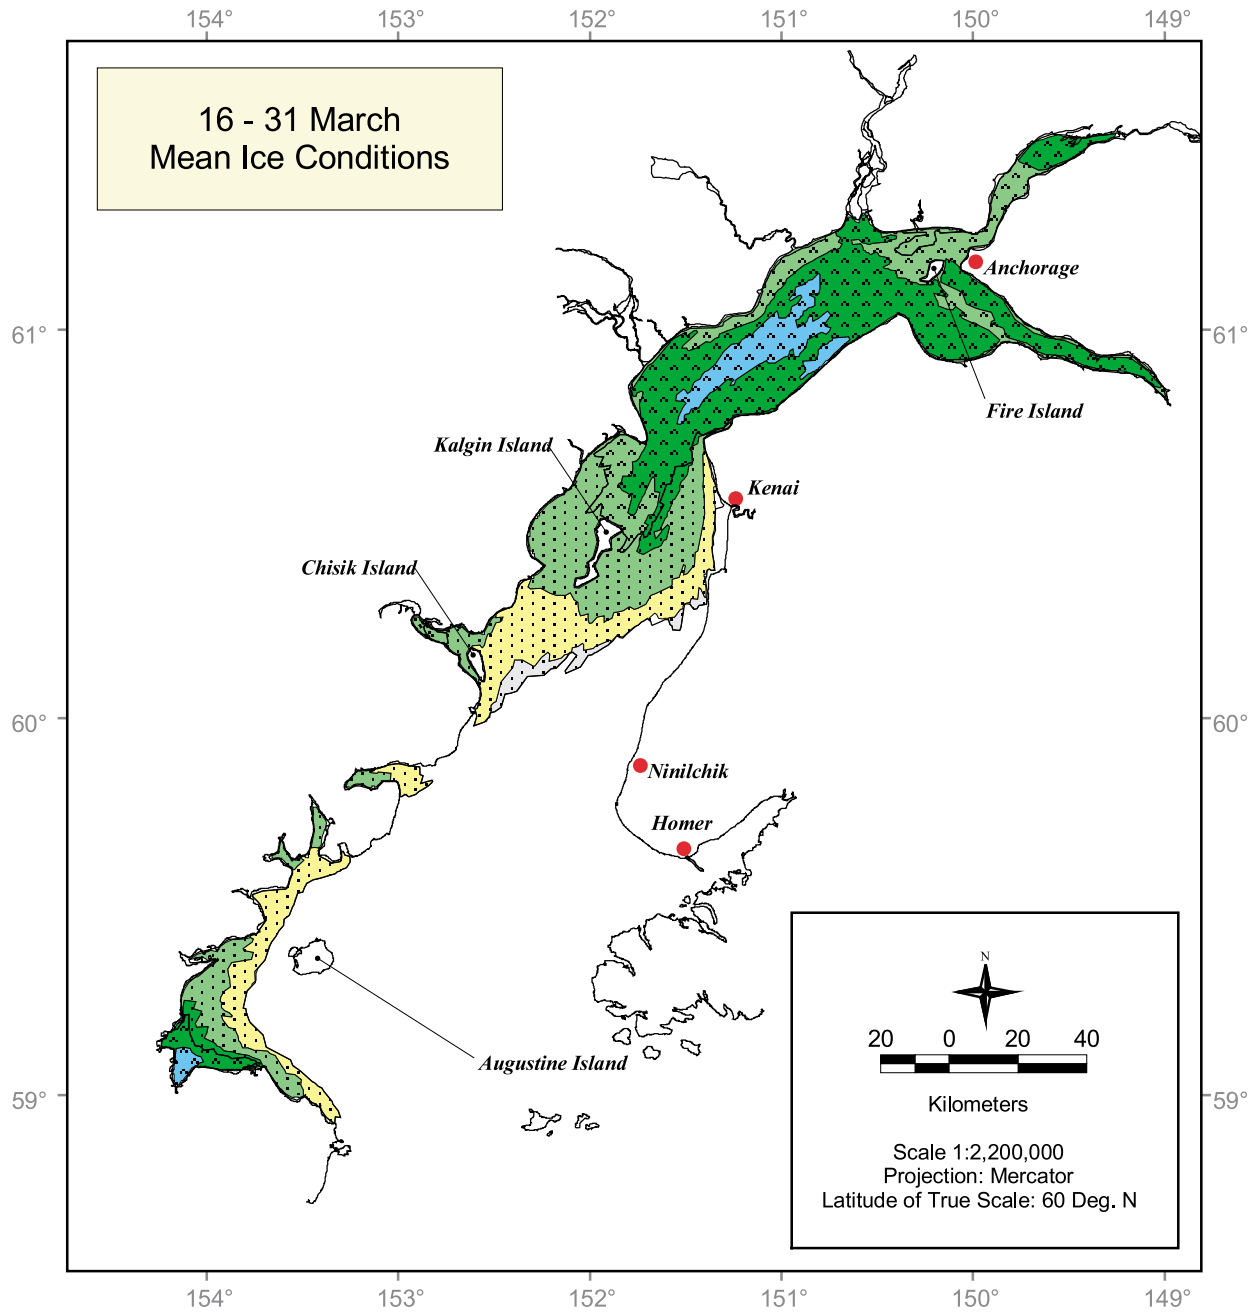 154° 153° 152° 151° 150° 149°
16 - 31 March
Mean Ice Conditions
Anchorage
61° 61°
Fire Island
Kalgin Island
Kenai
Chisik Island
60° 60°
Ninilchik
Homer
N
20 0 20 40
Augustine Island
Kilometers
59° 59°
Scale 1:2,200,000
Projection: Mercator
Latitude of True Scale: 60 Deg. N
154° 153° 152° 151° 150° 149°